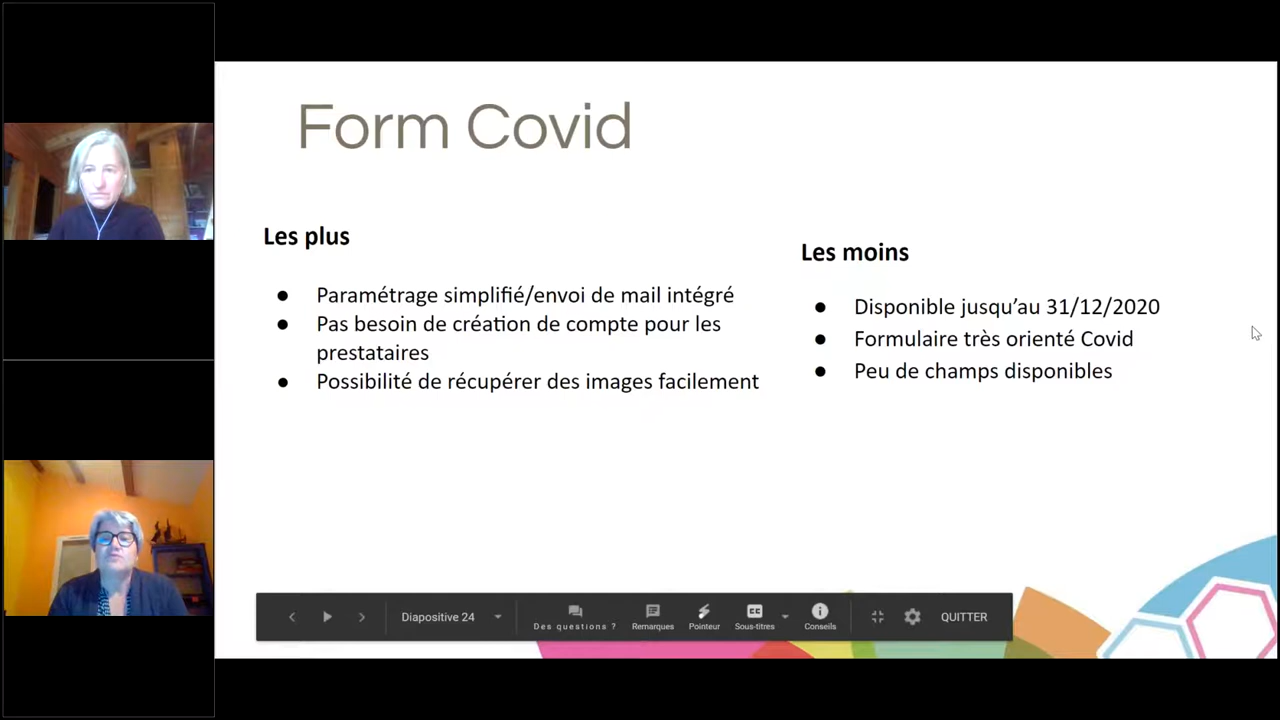 Form Covid
Les plus
● Paramétrage simplifié/envoi de mail intégré
● Pas besoin de création de compte pour les
prestataires
● Possibilité de récupérer des images facilement
Les moins
● Disponible jusqu’au 31/12/2020
● Formulaire très orienté Covid
● Peu de champs disponibles
Diapositive 24
Des questions ?
Remarques
Pointeur
CC
Sous-titres
Conseils
QUITTER